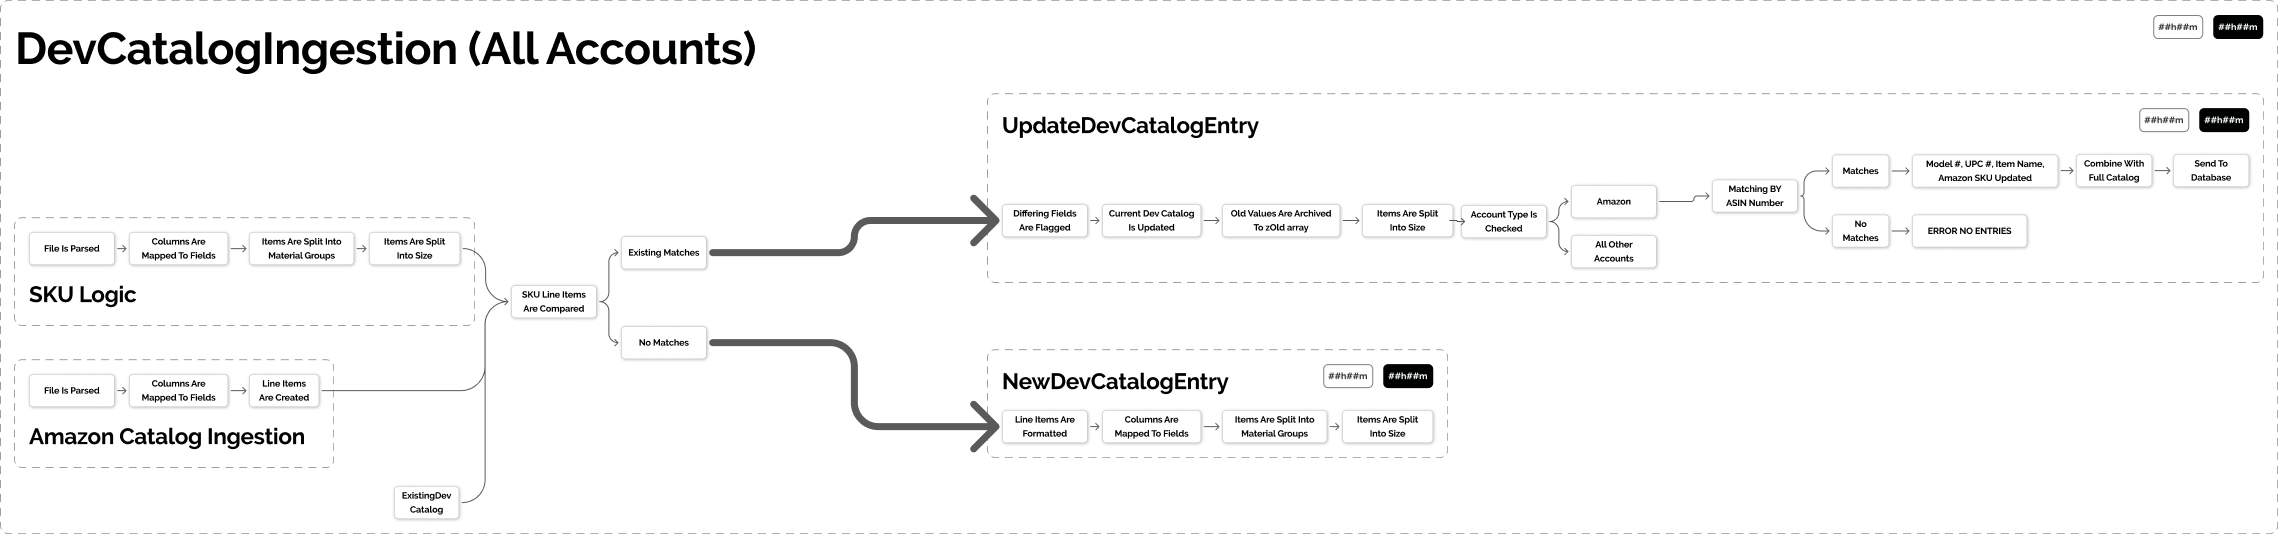 DevCatalogIngestion (All Accounts)
##h##m
##h##m
UpdateDevCatalogEntry
##h##m
##h##m
Differing Fields
Are Flagged
Current Dev Catalog
Is Updated
Old Values Are Archived
To zOld array
Items Are Split
Into Size
Account Type Is
Checked
Amazon
All Other
Accounts
Matching BY
ASIN Number
Matches
Model #, UPC #, Item Name,
Amazon SKU Updated
Combine With
Full Catalog
Send To
Database
No
Matches
ERROR NO ENTRIES
File Is Parsed
Columns Are
Mapped To Fields
Items Are Split Into
Material Groups
Items Are Split
Into Size
SKU Logic
SKU Line Items
Are Compared
Existing Matches
No Matches
File Is Parsed
Columns Are
Mapped To Fields
Line Items
Are Created
Amazon Catalog Ingestion
ExistingDev
Catalog
NewDevCatalogEntry
##h##m
##h##m
Line Items Are
Formatted
Columns Are
Mapped To Fields
Items Are Split Into
Material Groups
Items Are Split
Into Size